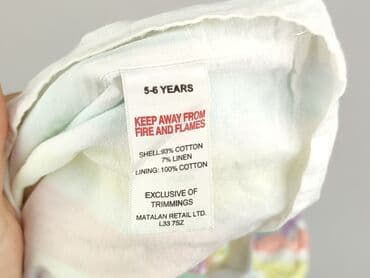 5-6 YEARS
KEEP AWAY FROM
FIRE AND FLAMES
SHELL:93% COTTON
7% LINEN
LINING: 100% COTTON
EXCLUSIVE OF
TRIMMINGS
MATALAN RETAIL LTD.
L33 7SZ